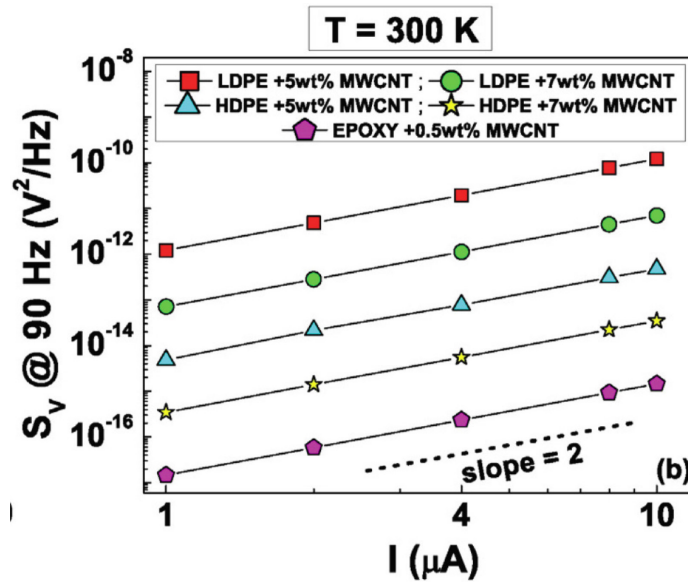 T = 300 K
LDPE +5wt% MWCNT ; LDPE +7wt% MWCNT
HDPE +5wt% MWCNT ; HDPE +7wt% MWCNT
EPOXY +0.5wt% MWCNT
S_V @ 90 Hz (V²/Hz)
10⁻⁸
10⁻¹⁰
10⁻¹²
10⁻¹⁴
10⁻¹⁶
slope = 2
(b)
1
4
10
I (μA)